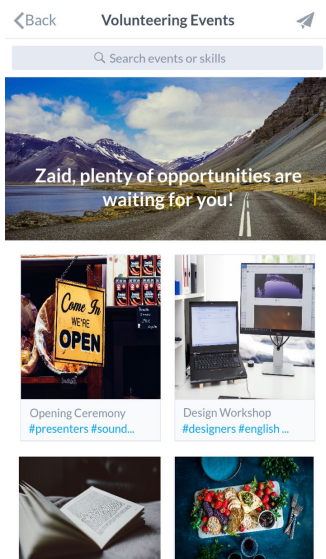 Back Volunteering Events
Search events or skills
Zaid, plenty of opportunities are
waiting for you!
Come In
WE'RE
OPEN
Opening Ceremony
Design Workshop
#presenters #sound...
#designers #english ...